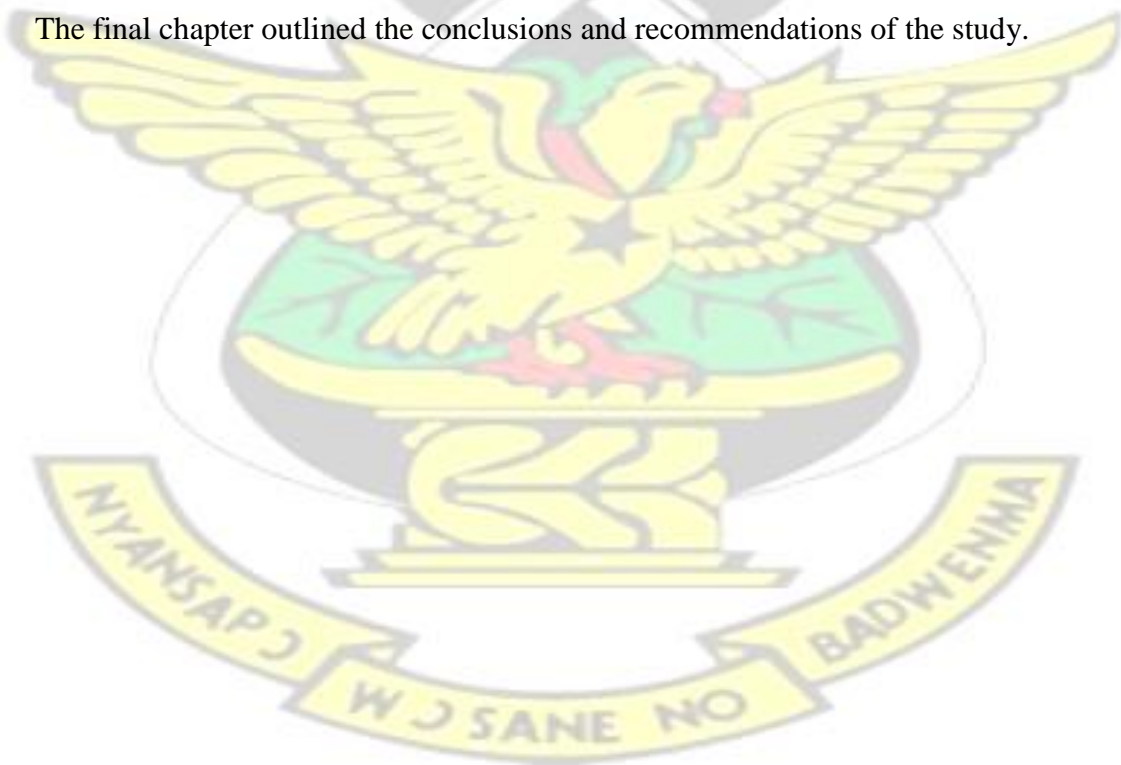 The final chapter outlined the conclusions and recommendations of the study.
NYANSAPƆ
WƆSANE NO
BADWENMA